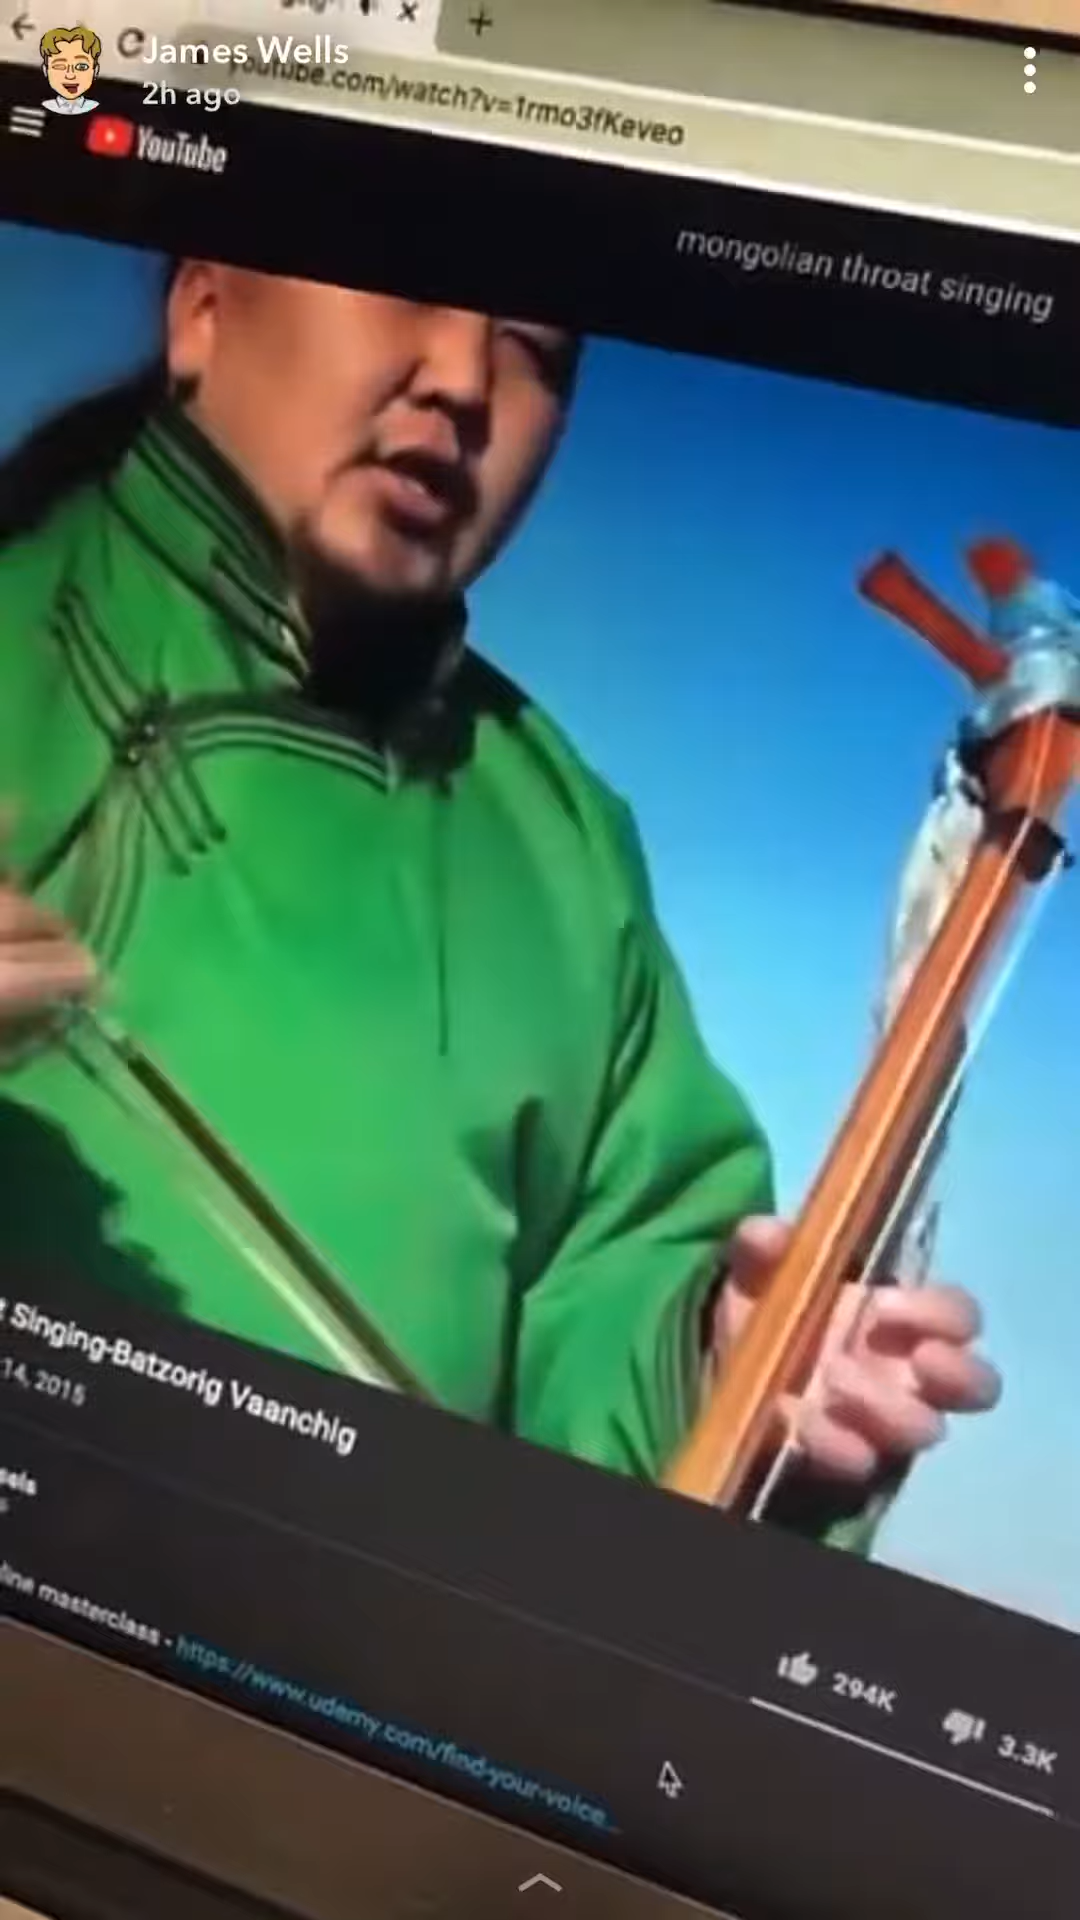 James Wells
2h ago
youtube.com/watch?v=1rmo3fKeveo
YouTube
mongolian throat singing
Singing-Batzorig Vaanchig
14, 2015
masterclass - https://www.udemy.com/find-your-voice...
294K
3.3K